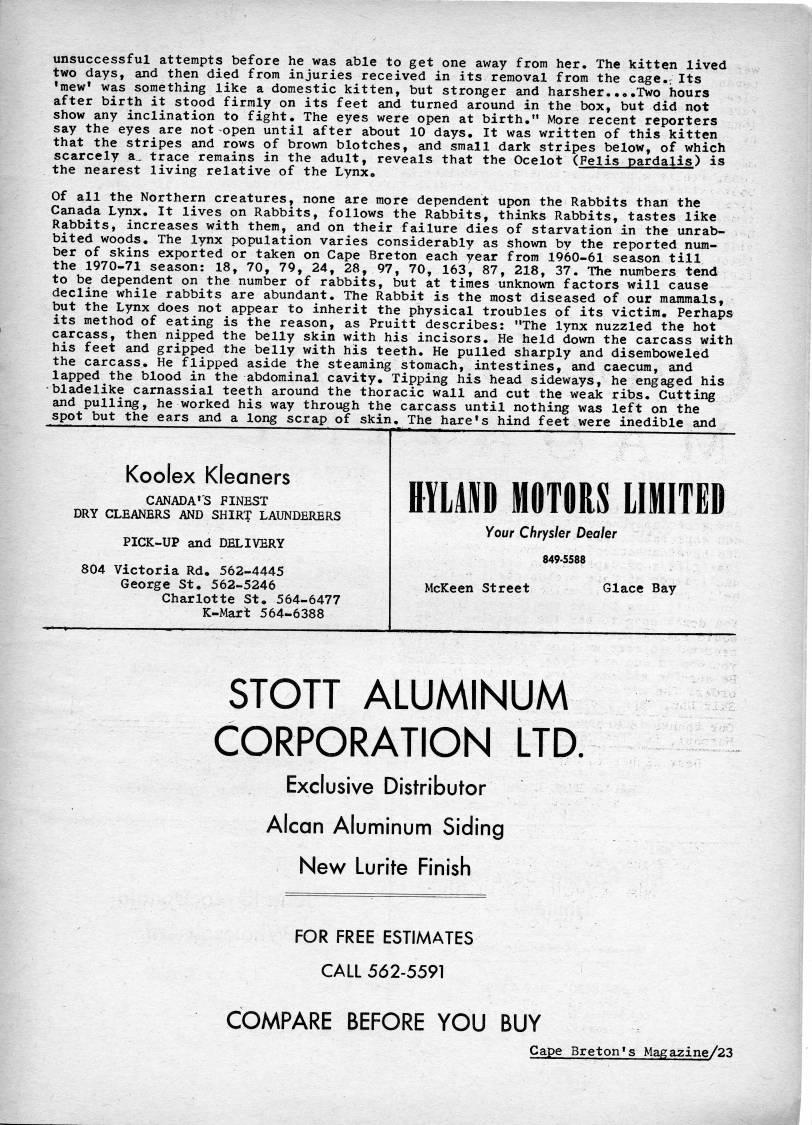 unsuccessful attempts before he was able to get one away from her. The kitten lived
two days, and then died from injuries received in its removal from the cage. Its
'mew' was something like a domestic kitten, but stronger and harsher....Two hours
after birth it stood firmly on its feet and turned around in the box, but did not
show any inclination to fight. The eyes were open at birth." More recent reporters
say the eyes are not open until after about 10 days. It was written of this kitten
that the stripes and rows of brown blotches, and small dark stripes below, of which
scarcely a trace remains in the adult, reveals that the Ocelot (Felis pardalis) is
the nearest living relative of the Lynx.
Of all the Northern creatures, none are more dependent upon the Rabbits than the
Canada Lynx. It lives on Rabbits, follows the Rabbits, thinks Rabbits, tastes like
Rabbits, increases with them, and on their failure dies of starvation in the unrab-
bited woods. The lynx population varies considerably as shown by the reported num-
ber of skins exported or taken on Cape Breton each year from 1960-61 season till
the 1970-71 season: 18, 70, 79, 24, 28, 97, 70, 163, 87, 218, 37. The numbers tend
to be dependent on the number of rabbits, but at times unknown factors will cause
decline while rabbits are abundant. The Rabbit is the most diseased of our mammals,
but the Lynx does not appear to inherit the physical troubles of its victim. Perhaps
its method of eating is the reason, as Pruitt describes: "The lynx nuzzled the hot
carcass, then nipped the belly skin with his incisors. He held down the carcass with
his feet and gripped the belly with his teeth. He pulled sharply and disemboweled
the carcass. He flipped aside the steaming stomach, intestines, and caecum, and
lapped the blood in the abdominal cavity. Tipping his head sideways, he engaged his
bladelike carnassial teeth around the thoracic wall and cut the weak ribs. Cutting
and pulling, he worked his way through the carcass until nothing was left on the
spot but the ears and a long scrap of skin. The hare's hind feet were inedible and
Koolex Kleaners
CANADA'S FINEST
DRY CLEANERS AND SHIRT LAUNDERERS
PICK-UP and DELIVERY
804 Victoria Rd. 562-4445
George St. 562-5246
Charlotte St. 564-6477
K-Mart 564-6388
HYLAND MOTORS LIMITED
Your Chrysler Dealer
849-5588
McKeen Street Glace Bay
STOTT ALUMINUM
CORPORATION LTD.
Exclusive Distributor
Alcan Aluminum Siding
New Lurite Finish
FOR FREE ESTIMATES
CALL 562-5591
COMPARE BEFORE YOU BUY
Cape Breton's Magazine/23